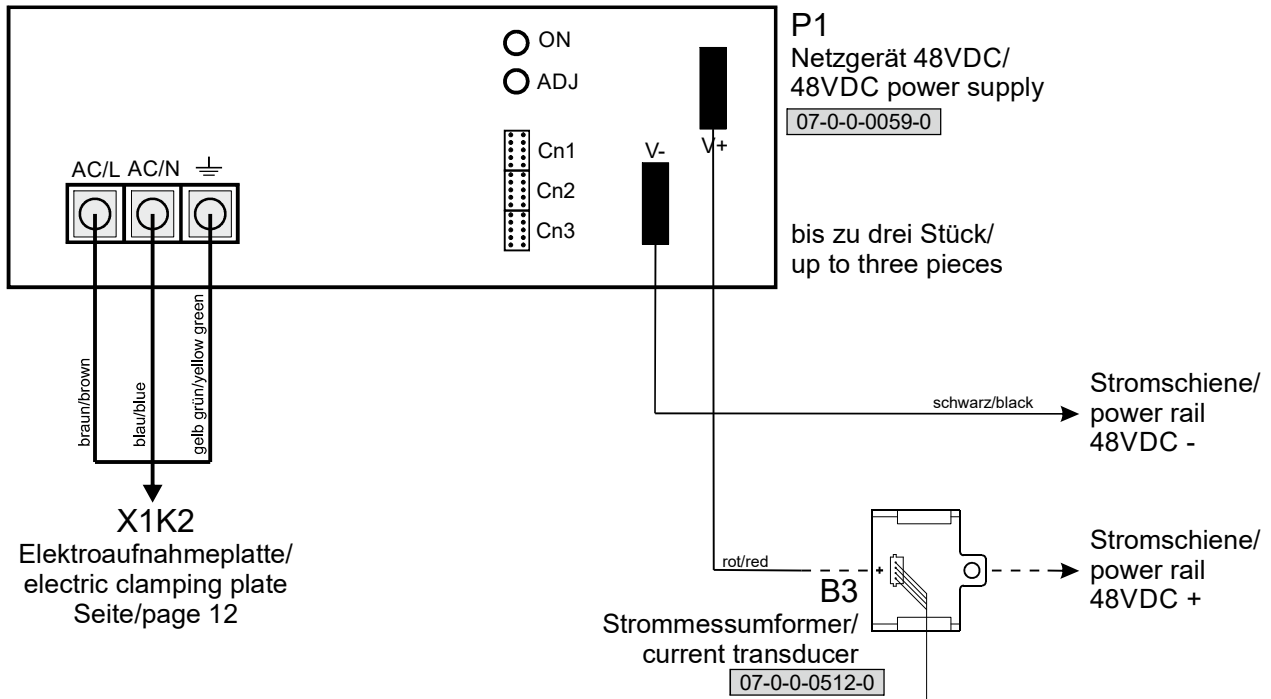 P1
Netzgerät 48VDC/
48VDC power supply
07-0-0-0059-0
ON
ADJ
Cn1
Cn2
Cn3
V-
V+
AC/L
AC/N
bis zu drei Stück/
up to three pieces
braun/brown
blau/blue
gelb grün/yellow green
X1K2
Elektroaufnahmeplatte/
electric clamping plate
Seite/page 12
schwarz/black
Stromschiene/
power rail
48VDC -
rot/red
+
Stromschiene/
power rail
48VDC +
B3
Strommessumformer/
current transducer
07-0-0-0512-0